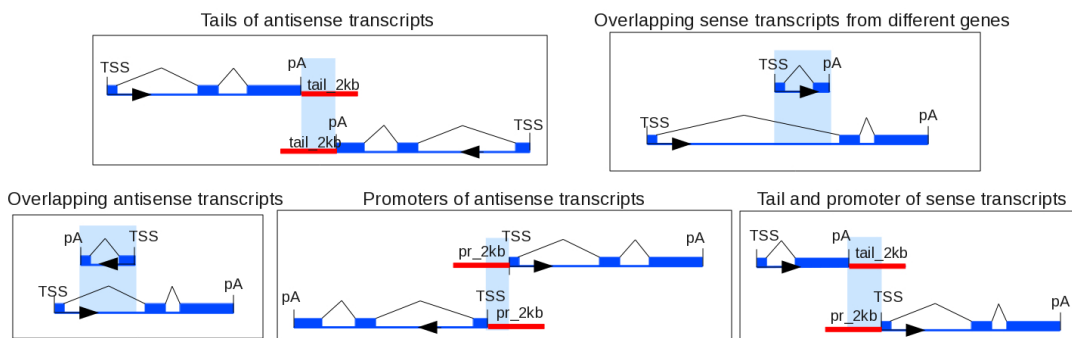 Tails of antisense transcripts
Overlapping sense transcripts from different genes
TSS
pA
tail_2kb
tail_2kb
pA
TSS
TSS
pA
TSS
pA
Overlapping antisense transcripts
Promoters of antisense transcripts
Tail and promoter of sense transcripts
pA
TSS
TSS
pA
pr_2kb
TSS
pA
pA
TSS
pr_2kb
TSS
pA
tail_2kb
pr_2kb
TSS
pA